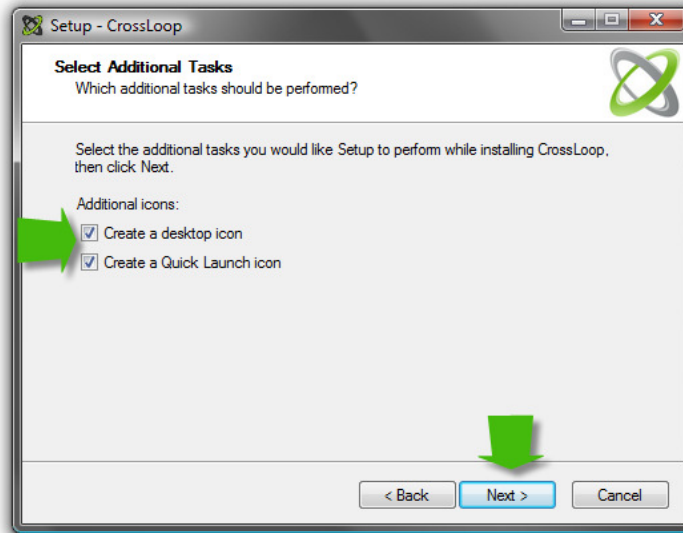 Setup - CrossLoop
Select Additional Tasks
Which additional tasks should be performed?
Select the additional tasks you would like Setup to perform while installing CrossLoop,
then click Next.
Additional icons:
Create a desktop icon
Create a Quick Launch icon
< Back Next > Cancel